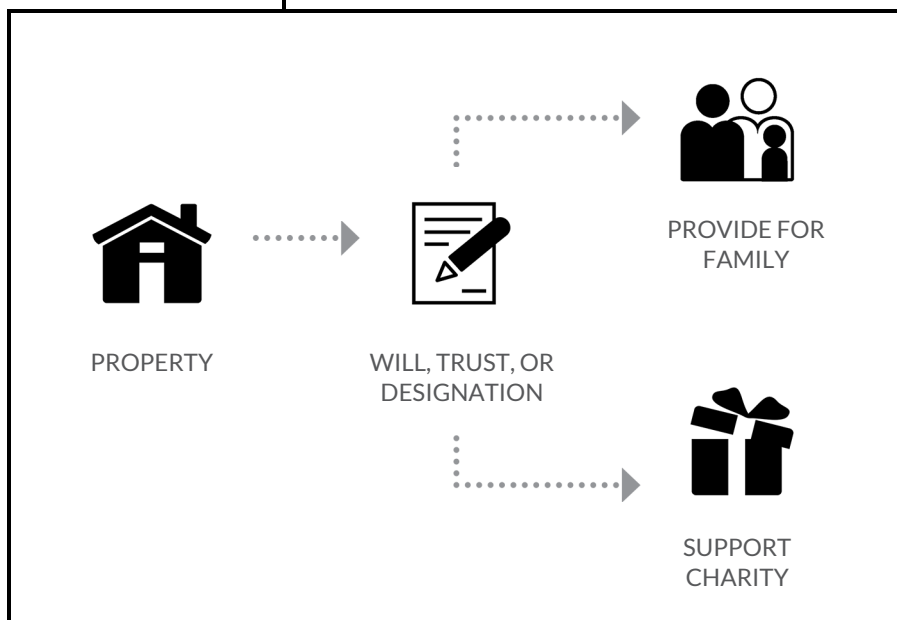 PROPERTY
WILL, TRUST, OR
DESIGNATION
PROVIDE FOR
FAMILY
SUPPORT
CHARITY